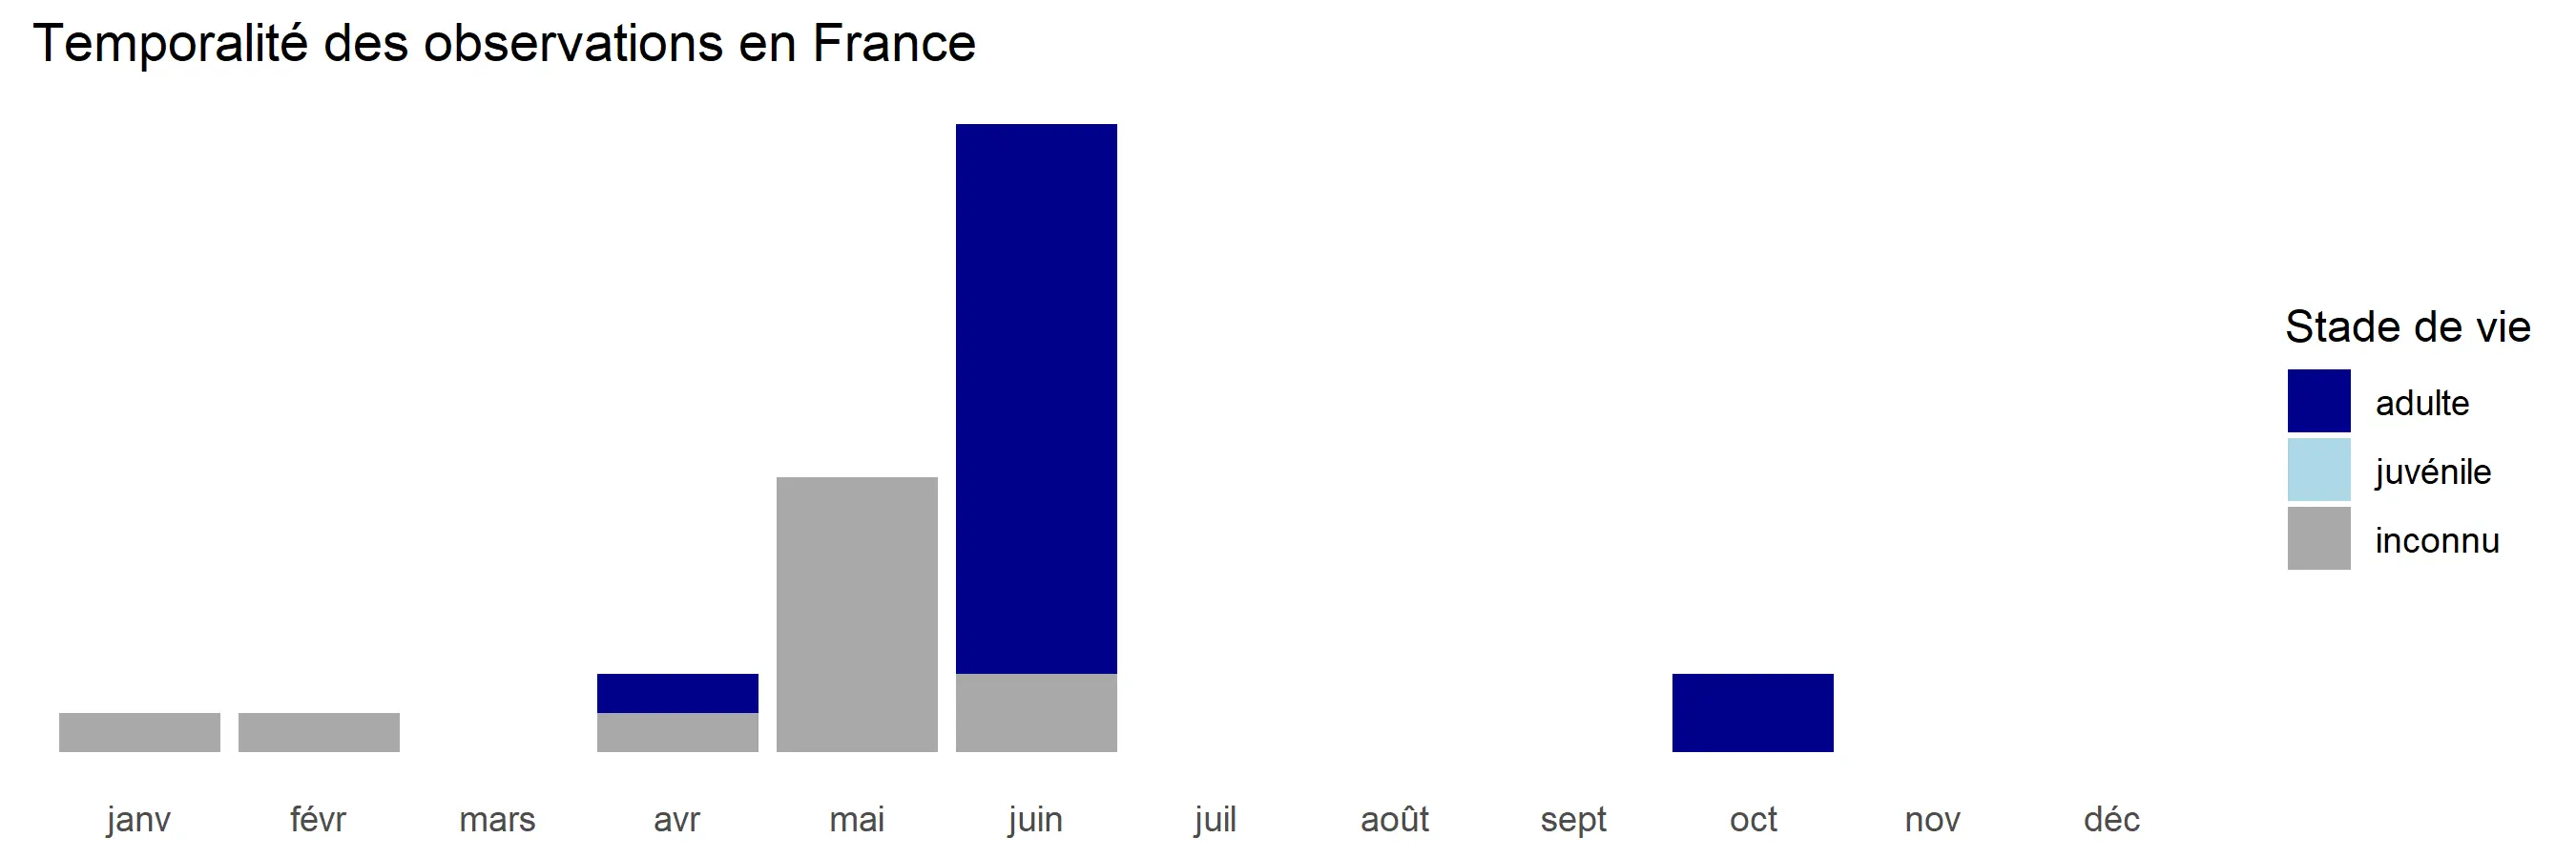 Temporalité des observations en France
Stade de vie
adulte
juvénile
inconnu
janv févr mars avr mai juin juil août sept oct nov déc